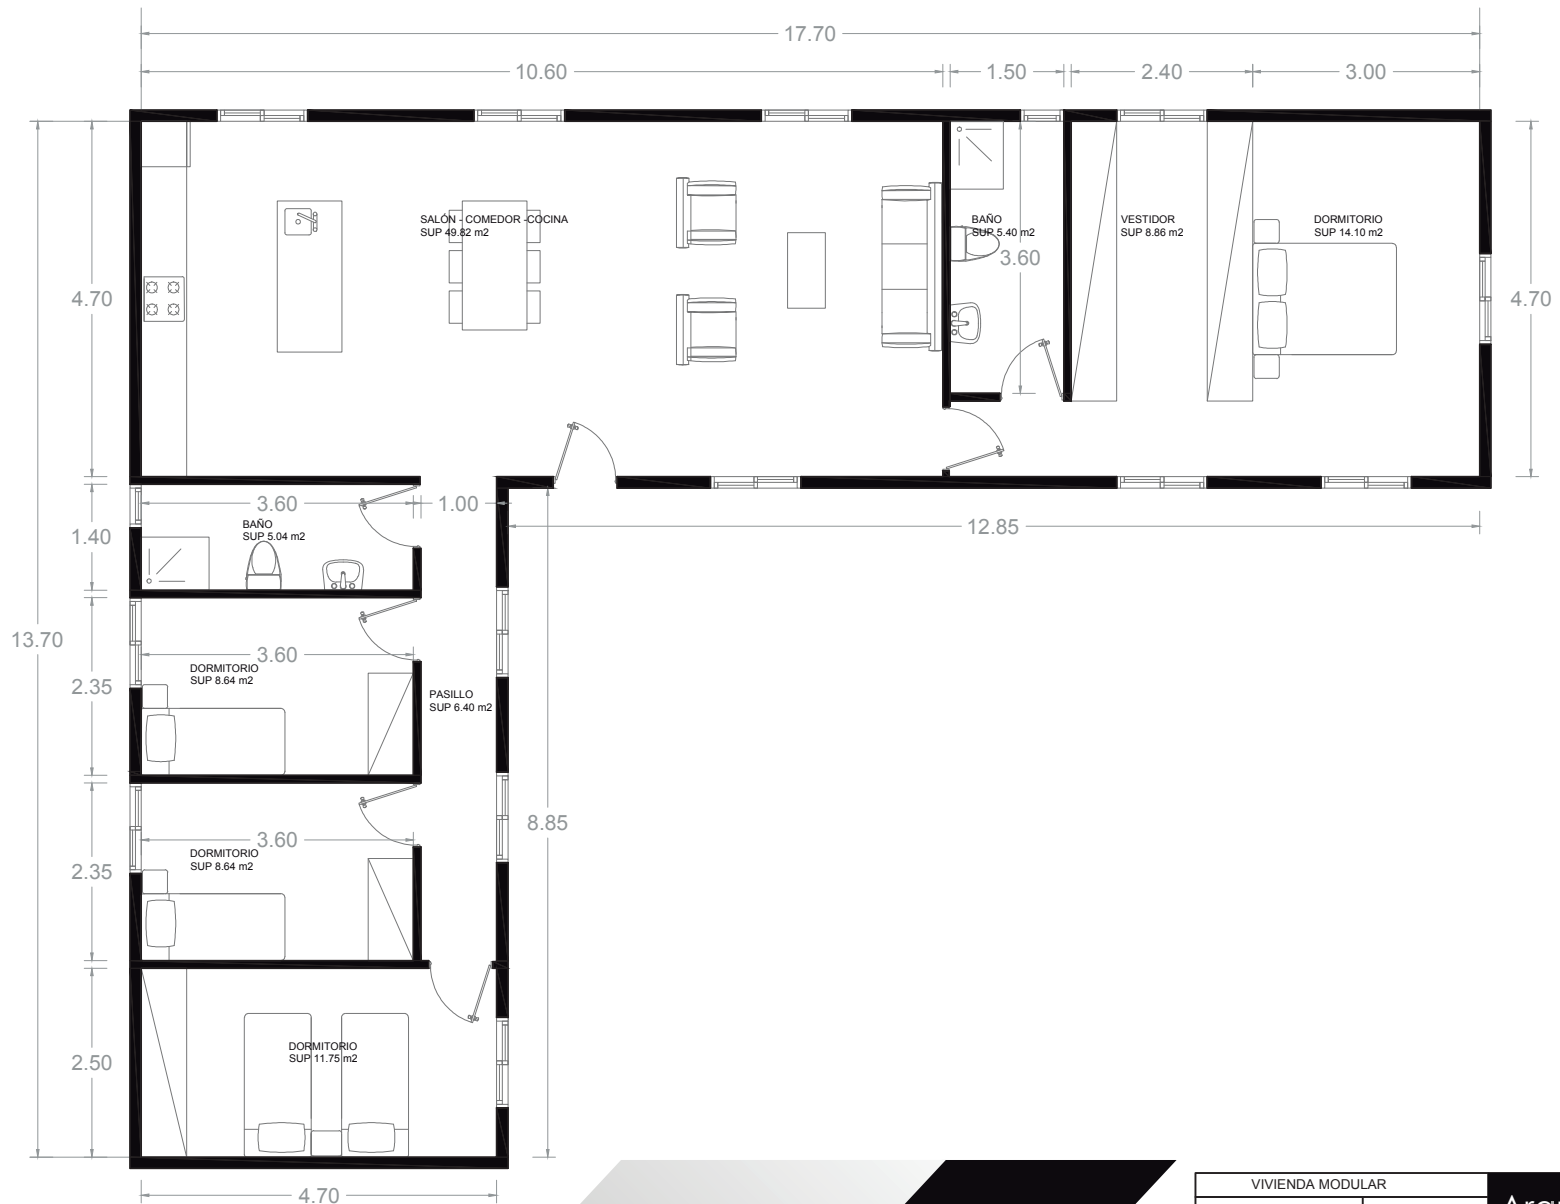 17.70
10.60
1.50
2.40
3.00
SALÓN - COMEDOR -COCINA
SUP 49.82 m2
BAÑO
SUP 5.40 m2
VESTIDOR
SUP 8.86 m2
DORMITORIO
SUP 14.10 m2
3.60
4.70
4.70
3.60
1.00
BAÑO
SUP 5.04 m2
1.40
12.85
13.70
3.60
DORMITORIO
SUP 8.64 m2
2.35
PASILLO
SUP 6.40 m2
8.85
3.60
DORMITORIO
SUP 8.64 m2
2.35
DORMITORIO
SUP 11.75 m2
2.50
4.70
VIVIENDA MODULAR